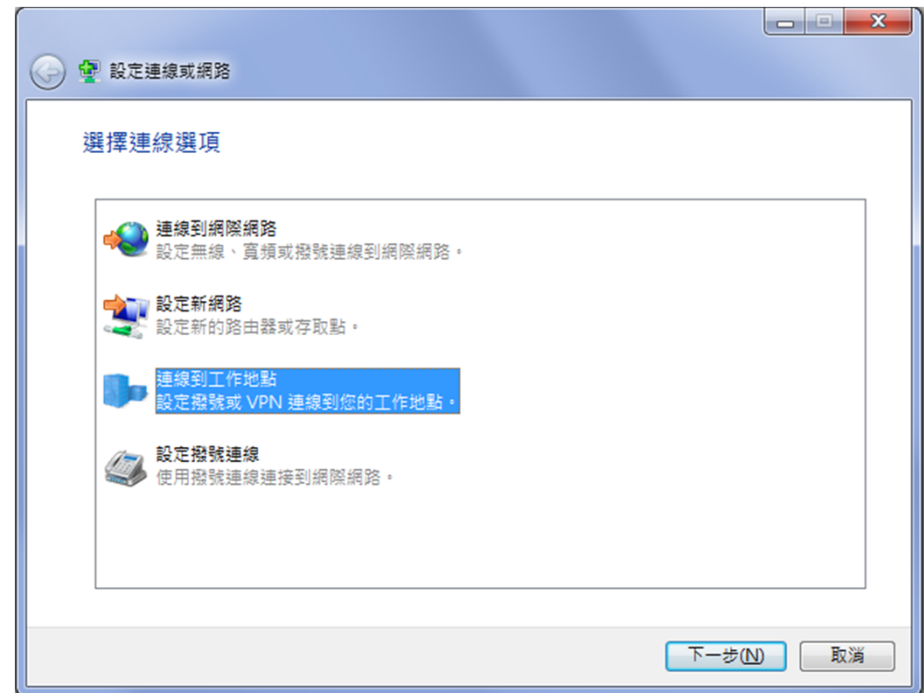 設定連線或網路
選擇連線選項
連線到網際網路
設定無線、寬頻或撥號連線到網際網路。
設定新網路
設定新的路由器或存取點。
連線到工作地點
設定撥號或 VPN 連線到您的工作地點。
設定撥號連線
使用撥號連線連接到網際網路。
下一步(N) 取消